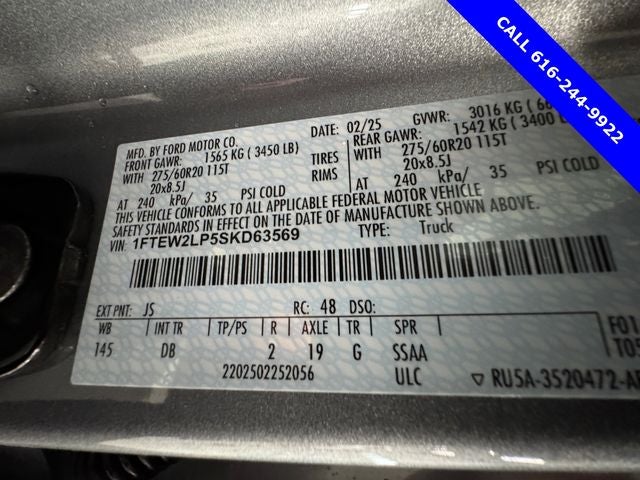 CALL 616-244-9922
MFD. BY FORD MOTOR CO. DATE: 02/25 GVWR: 3016 KG
FRONT GAWR: 1565 KG (3450 LB) REAR GAWR: 1542 KG (3400
WITH 275/60R20 115T TIRES WITH 275/60R20 115T
20x8.5J RIMS 20x8.5J
AT 240 kPa/ 35 PSI COLD AT 240 kPa/ 35 PSI COLD
THIS VEHICLE CONFORMS TO ALL APPLICABLE FEDERAL MOTOR VEHICLE
SAFETY STANDARDS IN EFFECT ON THE DATE OF MANUFACTURE SHOWN ABOVE.
VIN: 1FTEW2LP5SKD63569 TYPE: Truck
EXT PNT: JS RC: 48 DSO:
WB INT TR TP/PS R AXLE TR SPR
145 DB 2 19 G SSAA
2202502252056 ULC ▽ RU5A-3520472-